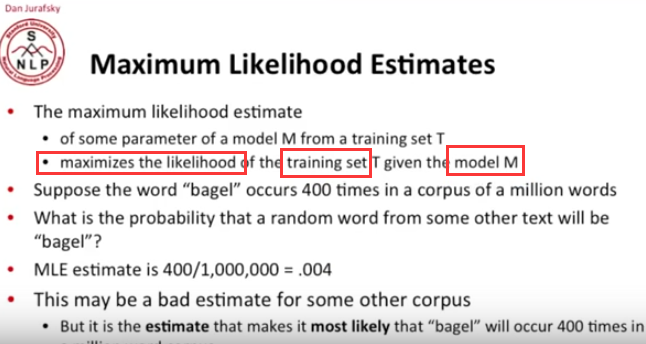 Dan Jurafsky
Stanford University
S
NLP
Natural Language Processing
Maximum Likelihood Estimates
• The maximum likelihood estimate
• of some parameter of a model M from a training set T
• maximizes the likelihood of the training set T given the model M
• Suppose the word “bagel” occurs 400 times in a corpus of a million words
• What is the probability that a random word from some other text will be
“bagel”?
• MLE estimate is 400/1,000,000 = .004
• This may be a bad estimate for some other corpus
• But it is the estimate that makes it most likely that “bagel” will occur 400 times in